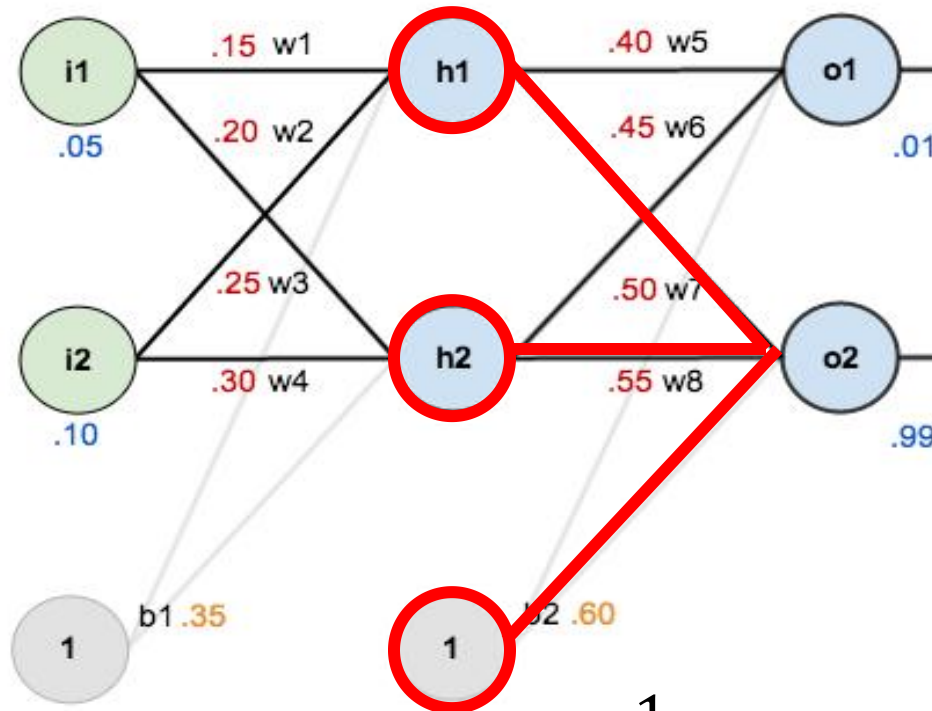 .15 w1
.40 w5
i1
h1
o1
.20 w2
.45 w6
.05
.01
.25 w3
.50 w7
i2
h2
o2
.30 w4
.55 w8
.10
.99
b1 .35
b2 .60
1
1
1